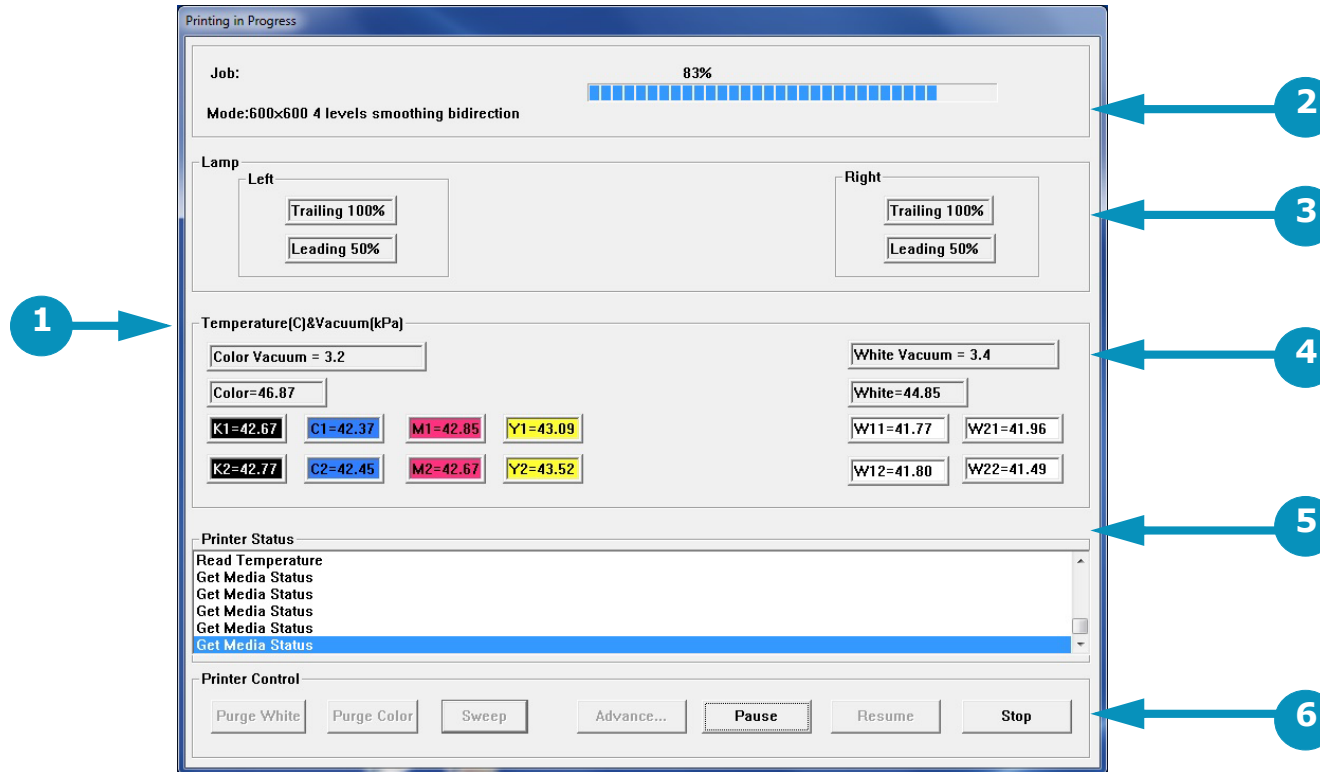 Printing in Progress
Job:
83%
Mode:600x600 4 levels smoothing bidirection
2
Lamp
Left
Right
Trailing 100%
Trailing 100%
3
Leading 50%
Leading 50%
1
Temperature(C)&Vacuum(kPa)
Color Vacuum = 3.2
White Vacuum = 3.4
4
Color=46.87
White=44.85
K1=42.67 C1=42.37 M1=42.85 Y1=43.09
W11=41.77 W21=41.96
K2=42.77 C2=42.45 M2=42.67 Y2=43.52
W12=41.80 W22=41.49
5
Printer Status
Read Temperature
Get Media Status
Get Media Status
Get Media Status
Get Media Status
Get Media Status
Printer Control
Purge White Purge Color Sweep Advance... Pause Resume Stop
6